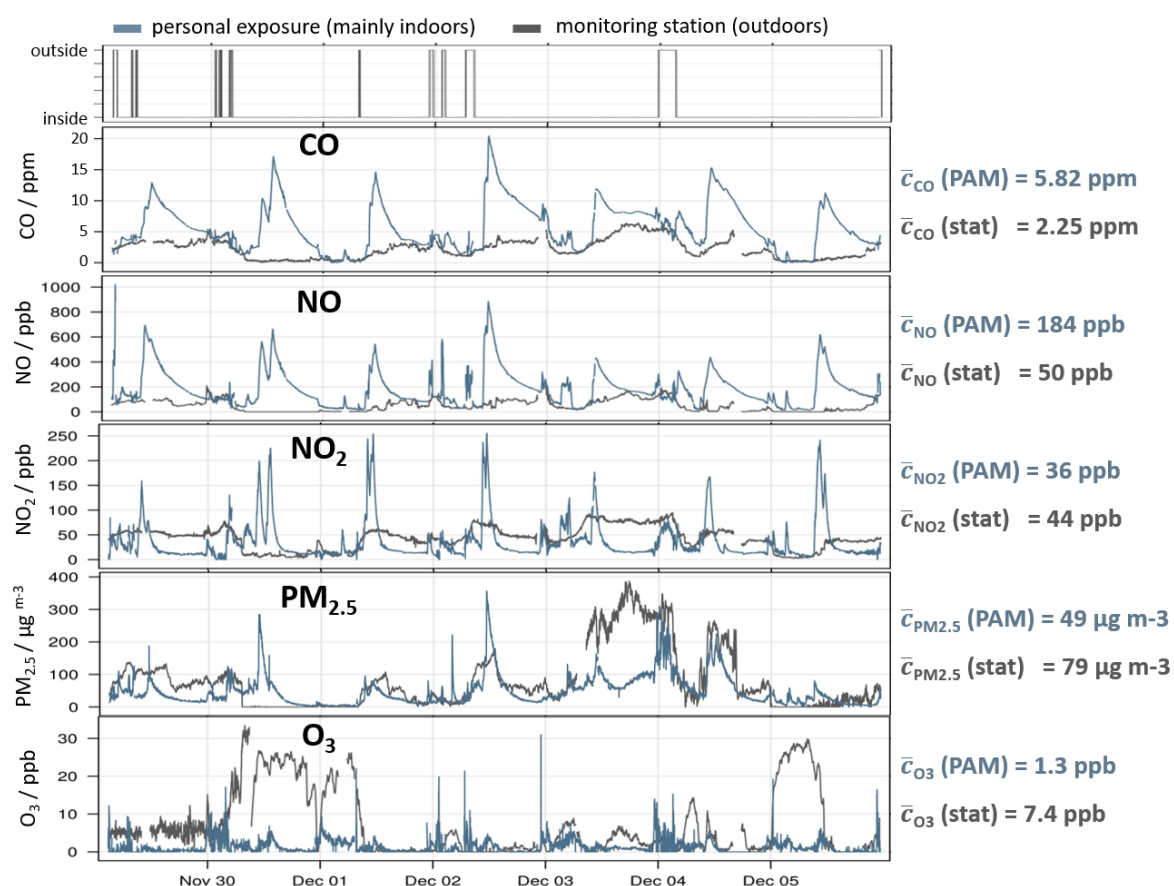 personal exposure (mainly indoors) monitoring station (outdoors)
outside
inside
CO
CO / ppm
20
15
10
5
0
c̅CO (PAM) = 5.82 ppm
c̅CO (stat) = 2.25 ppm
NO
NO / ppb
1000
800
600
400
200
0
c̅NO (PAM) = 184 ppb
c̅NO (stat) = 50 ppb
NO2
NO2 / ppb
250
200
150
100
50
0
c̅NO2 (PAM) = 36 ppb
c̅NO2 (stat) = 44 ppb
PM2.5
PM2.5 / µg m-3
400
300
200
100
0
c̅PM2.5 (PAM) = 49 µg m-3
c̅PM2.5 (stat) = 79 µg m-3
O3
O3 / ppb
30
20
10
0
c̅O3 (PAM) = 1.3 ppb
c̅O3 (stat) = 7.4 ppb
Nov 30 Dec 01 Dec 02 Dec 03 Dec 04 Dec 05